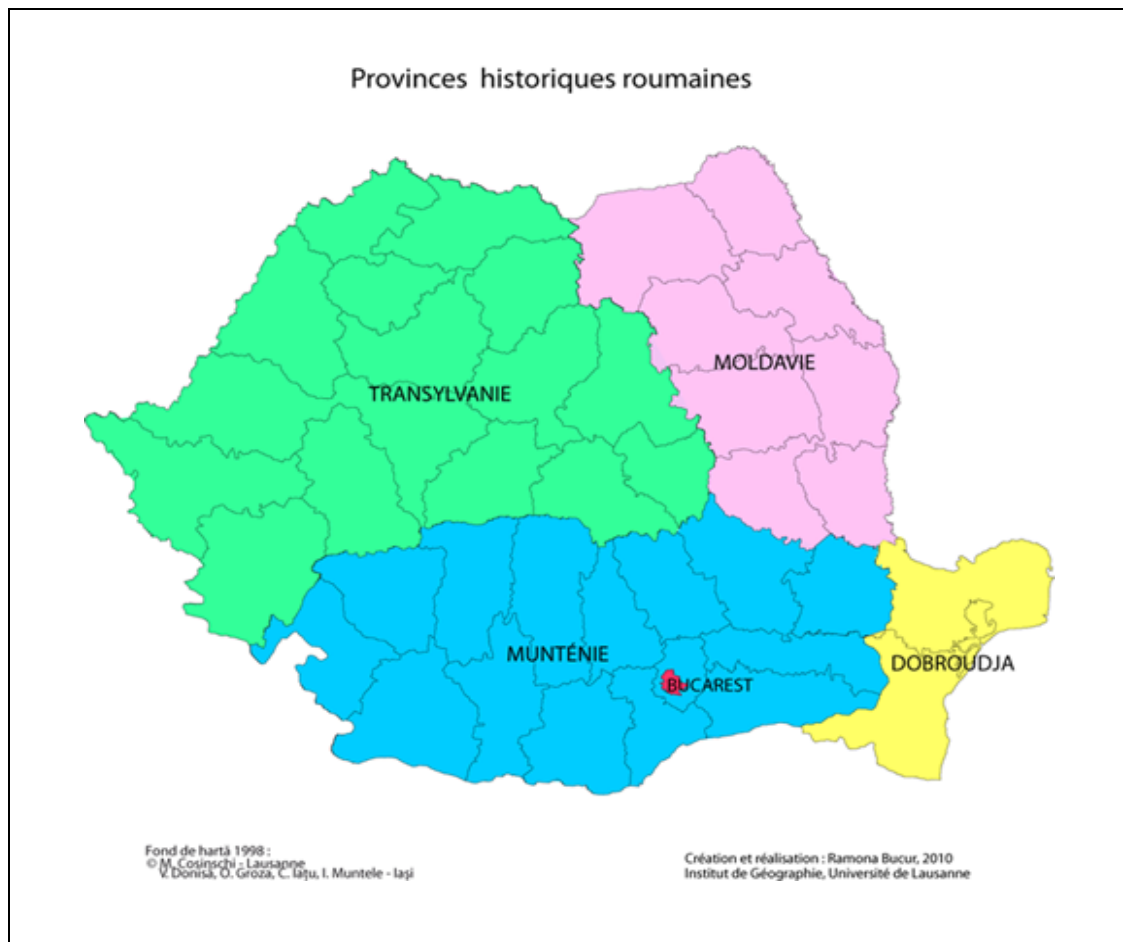 Provinces historiques roumaines
MOLDAVIE
TRANSYLVANIE
MUNTÉNIE
DOBROUDJA
BUCAREST
Fond de hartă 1998 :
© M. Cosinschi - Lausanne
V. Donisă, O. Groza, C. Iaţu, I. Muntele - Iaşi
Création et réalisation : Ramona Bucur, 2010
Institut de Géographie, Université de Lausanne